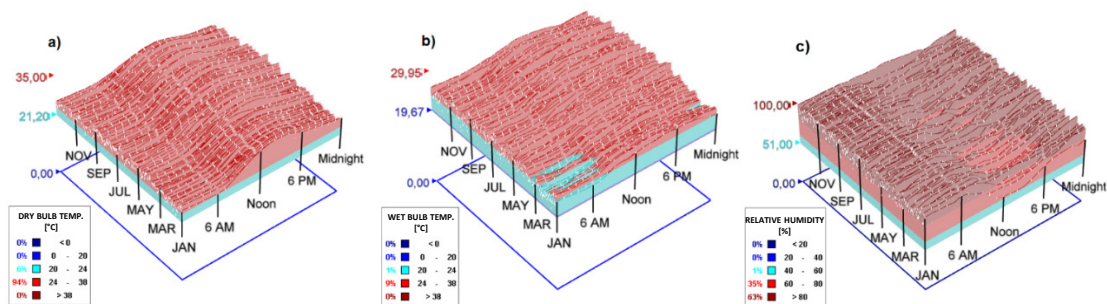 a)
35,00
21,20
0,00
NOV
SEP
JUL
MAY
MAR
JAN
6 AM
Noon
6 PM
Midnight
DRY BULB TEMP.
[°C]
0% < 0
0% 0 - 20
6% 20 - 24
94% 24 - 38
0% > 38
b)
29,95
19,67
0,00
NOV
SEP
JUL
MAY
MAR
JAN
6 AM
Noon
6 PM
Midnight
WET BULB TEMP.
[°C]
0% < 0
0% 0 - 20
1% 20 - 24
9% 24 - 38
0% > 38
c)
100,00
51,00
0,00
NOV
SEP
JUL
MAY
MAR
JAN
6 AM
Noon
6 PM
Midnight
RELATIVE HUMIDITY
[%]
0% < 20
0% 20 - 40
1% 40 - 60
35% 60 - 80
63% > 80